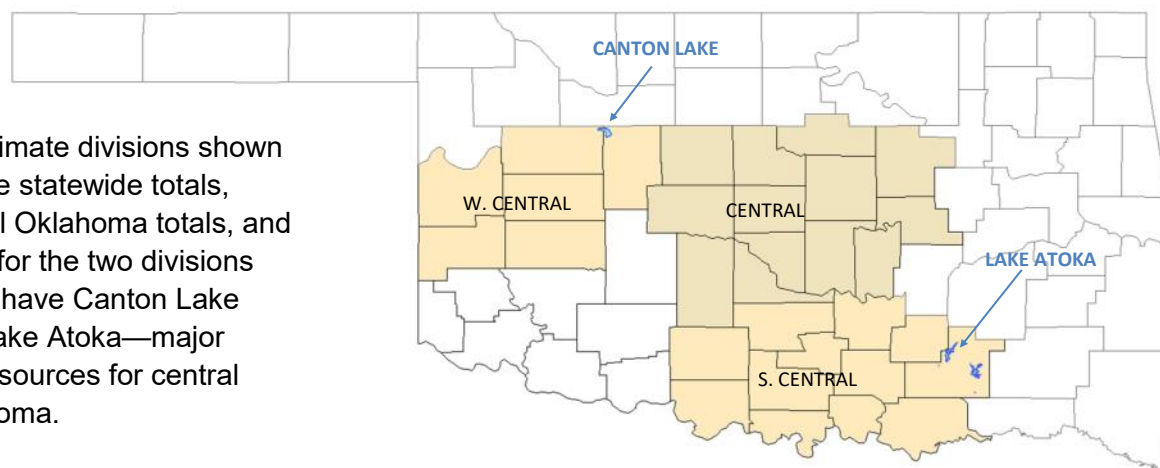 CANTON LAKE
imate divisions shown
e statewide totals,
l Oklahoma totals, and
for the two divisions
have Canton Lake
ake Atoka—major
sources for central
oma.
W. CENTRAL
CENTRAL
LAKE ATOKA
S. CENTRAL